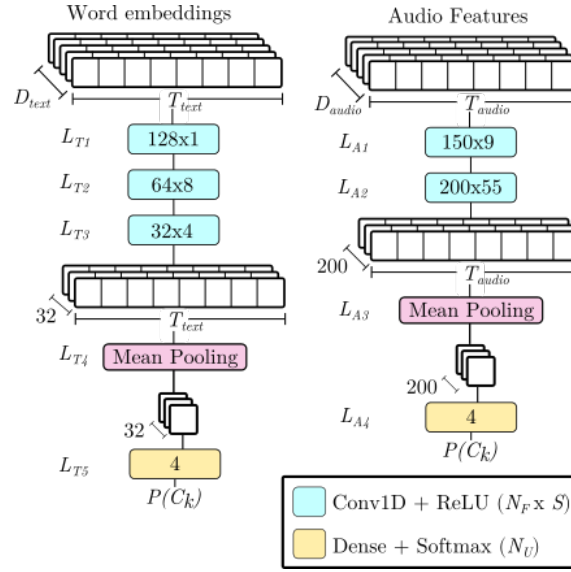 Word embeddings
D_text
T_text
L_T1
128x1
L_T2
64x8
L_T3
32x4
32
T_text
L_T4
Mean Pooling
32
L_T5
4
P(C_k)
Audio Features
D_audio
T_audio
L_A1
150x9
L_A2
200x55
200
T_audio
L_A3
Mean Pooling
200
L_A4
4
P(C_k)
Conv1D + ReLU (N_F x S)
Dense + Softmax (N_U)